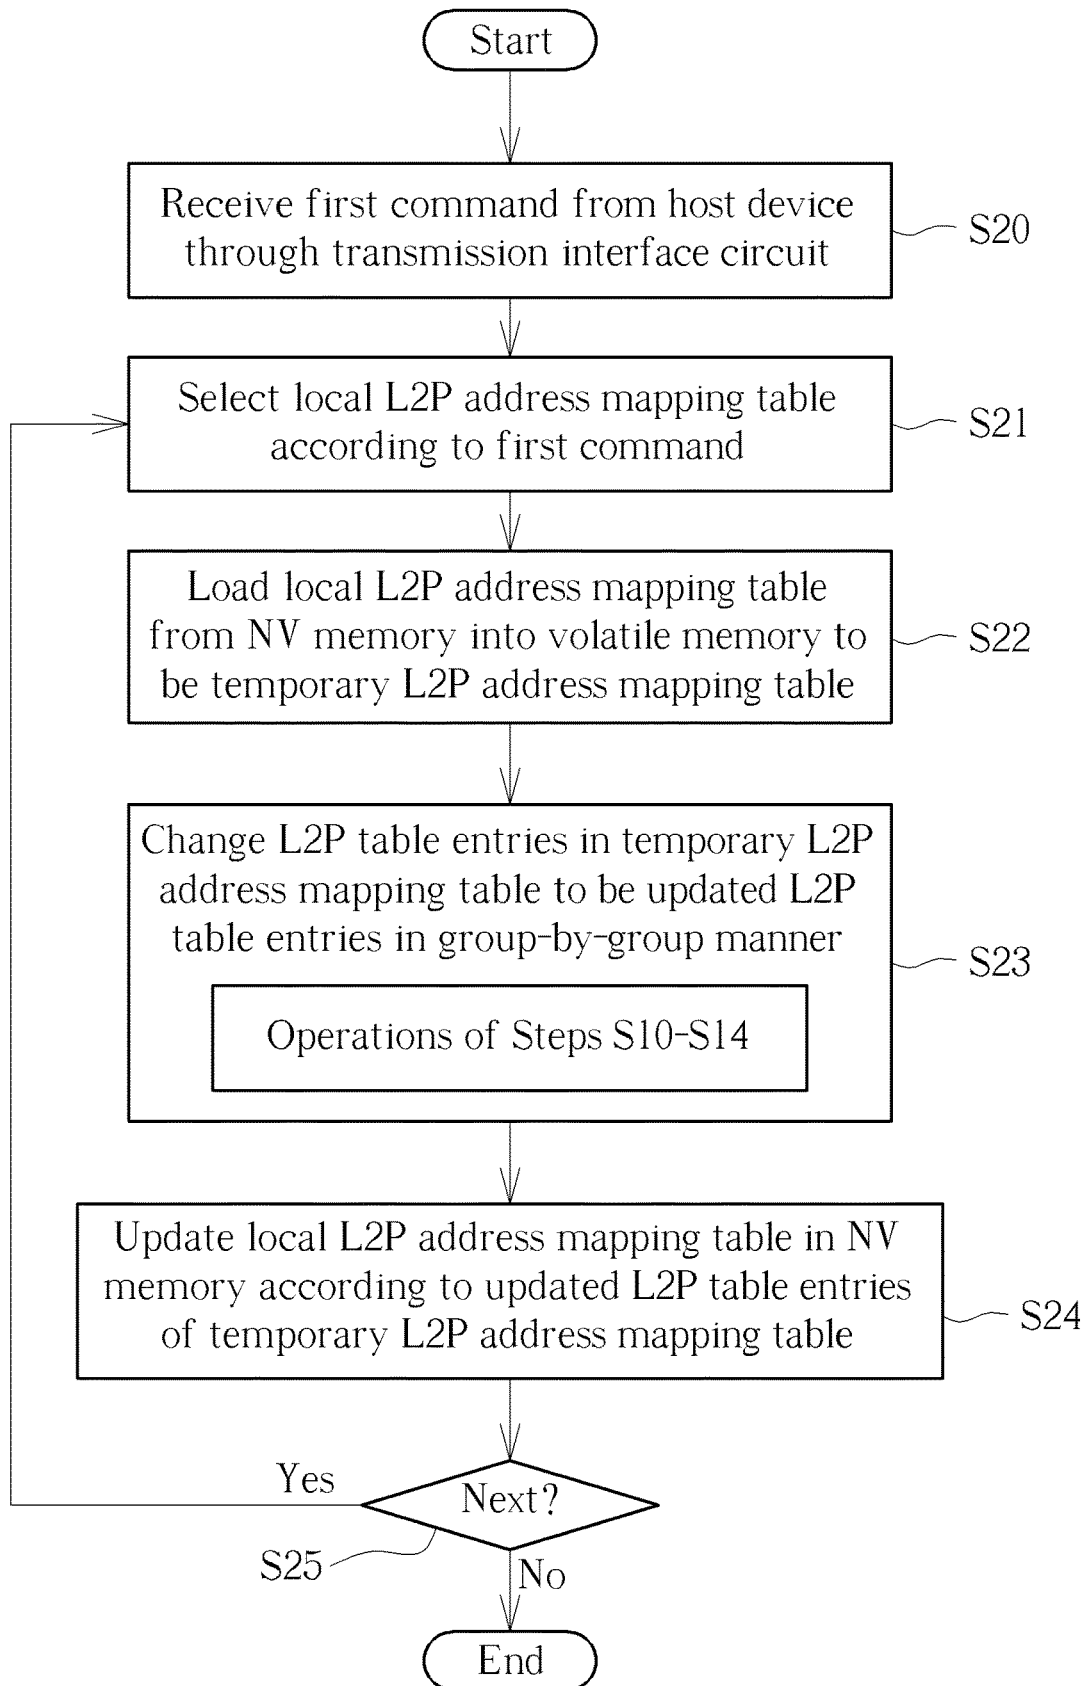 Start
Receive first command from host device
through transmission interface circuit
S20
Select local L2P address mapping table
according to first command
S21
Load local L2P address mapping table
from NV memory into volatile memory to
be temporary L2P address mapping table
S22
Change L2P table entries in temporary L2P
address mapping table to be updated L2P
table entries in group-by-group manner
S23
Operations of Steps S10-S14
Update local L2P address mapping table in NV
memory according to updated L2P table entries
of temporary L2P address mapping table
S24
Yes
Next?
S25
No
End